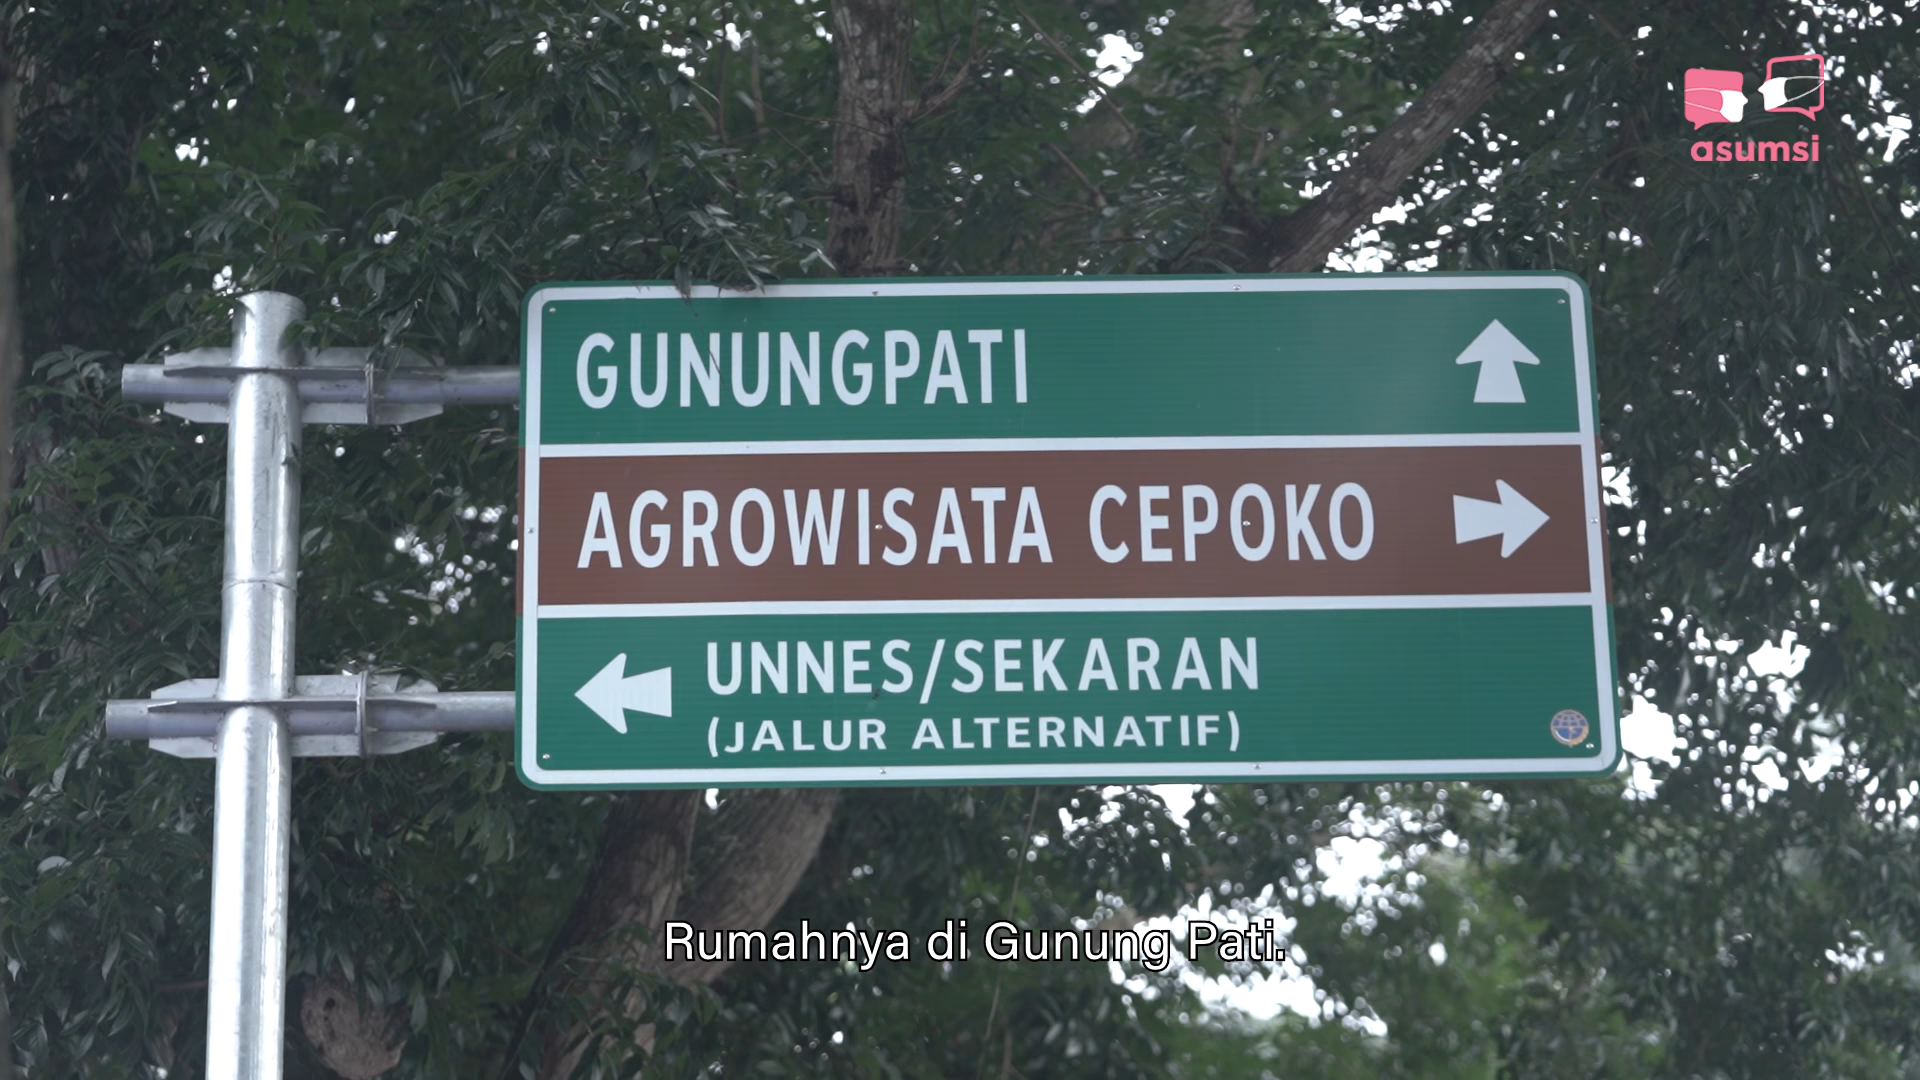 asumsi
GUNUNGPATI
AGROWISATA CEPOKO
UNNES/SEKARAN
(JALUR ALTERNATIF)
Rumahnya di Gunung Pati.